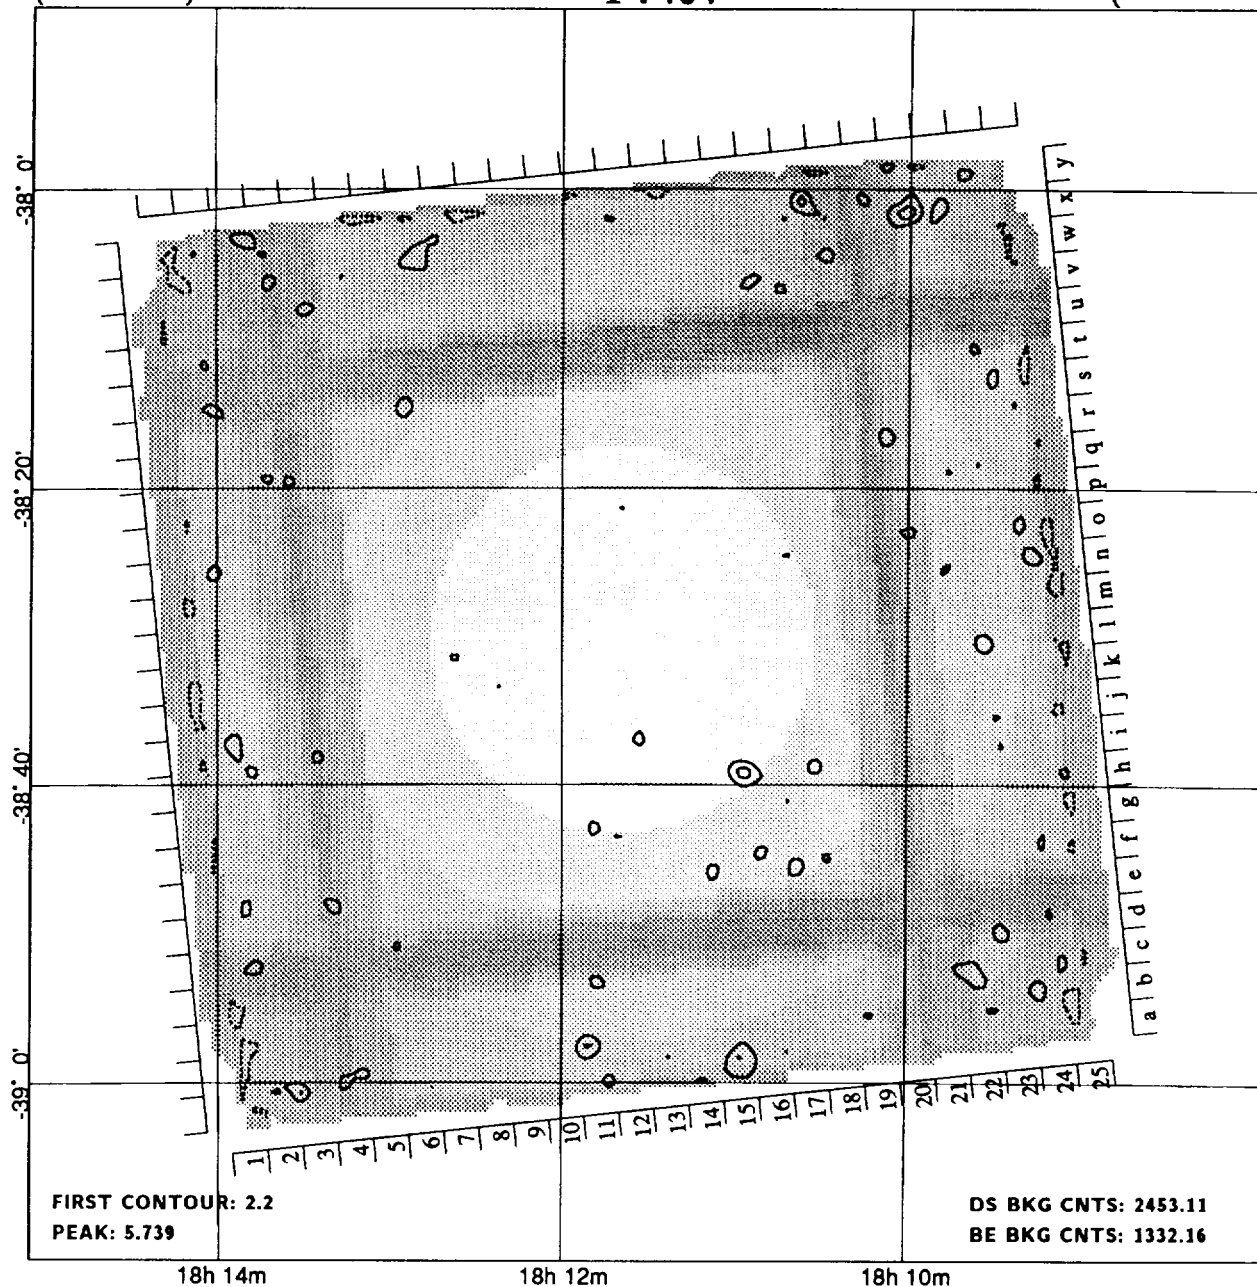 -38° 0'
-38° 20'
-38° 40'
-39° 0'
y
x
w
v
u
t
s
r
q
p
o
n
m
l
k
j
i
h
g
f
e
d
c
b
a
1 2 3 4 5 6 7 8 9 10 11 12 13 14 15 16 17 18 19 20 21 22 23 24 25
FIRST CONTOUR: 2.2
PEAK: 5.739
DS BKG CNTS: 2453.11
BE BKG CNTS: 1332.16
18h 14m 18h 12m 18h 10m